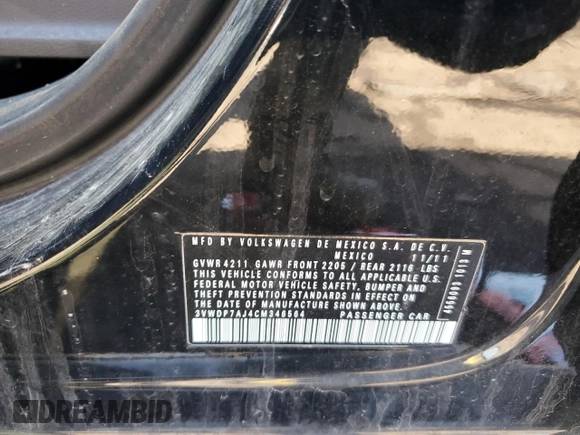 MFD BY VOLKSWAGEN DE MEXICO S.A. DE C.V.
MEXICO 11/11
GVWR 4211 GAWR FRONT 2205 / REAR 2116 LBS
THIS VEHICLE CONFORMS TO ALL APPLICABLE U.S.
FEDERAL MOTOR VEHICLE SAFETY, BUMPER AND
THEFT PREVENTION STANDARDS IN EFFECT ON
THE DATE OF MANUFACTURE SHOWN ABOVE.
3VWDP7AJ4CM346504 PASSENGER CAR
DREAMBID